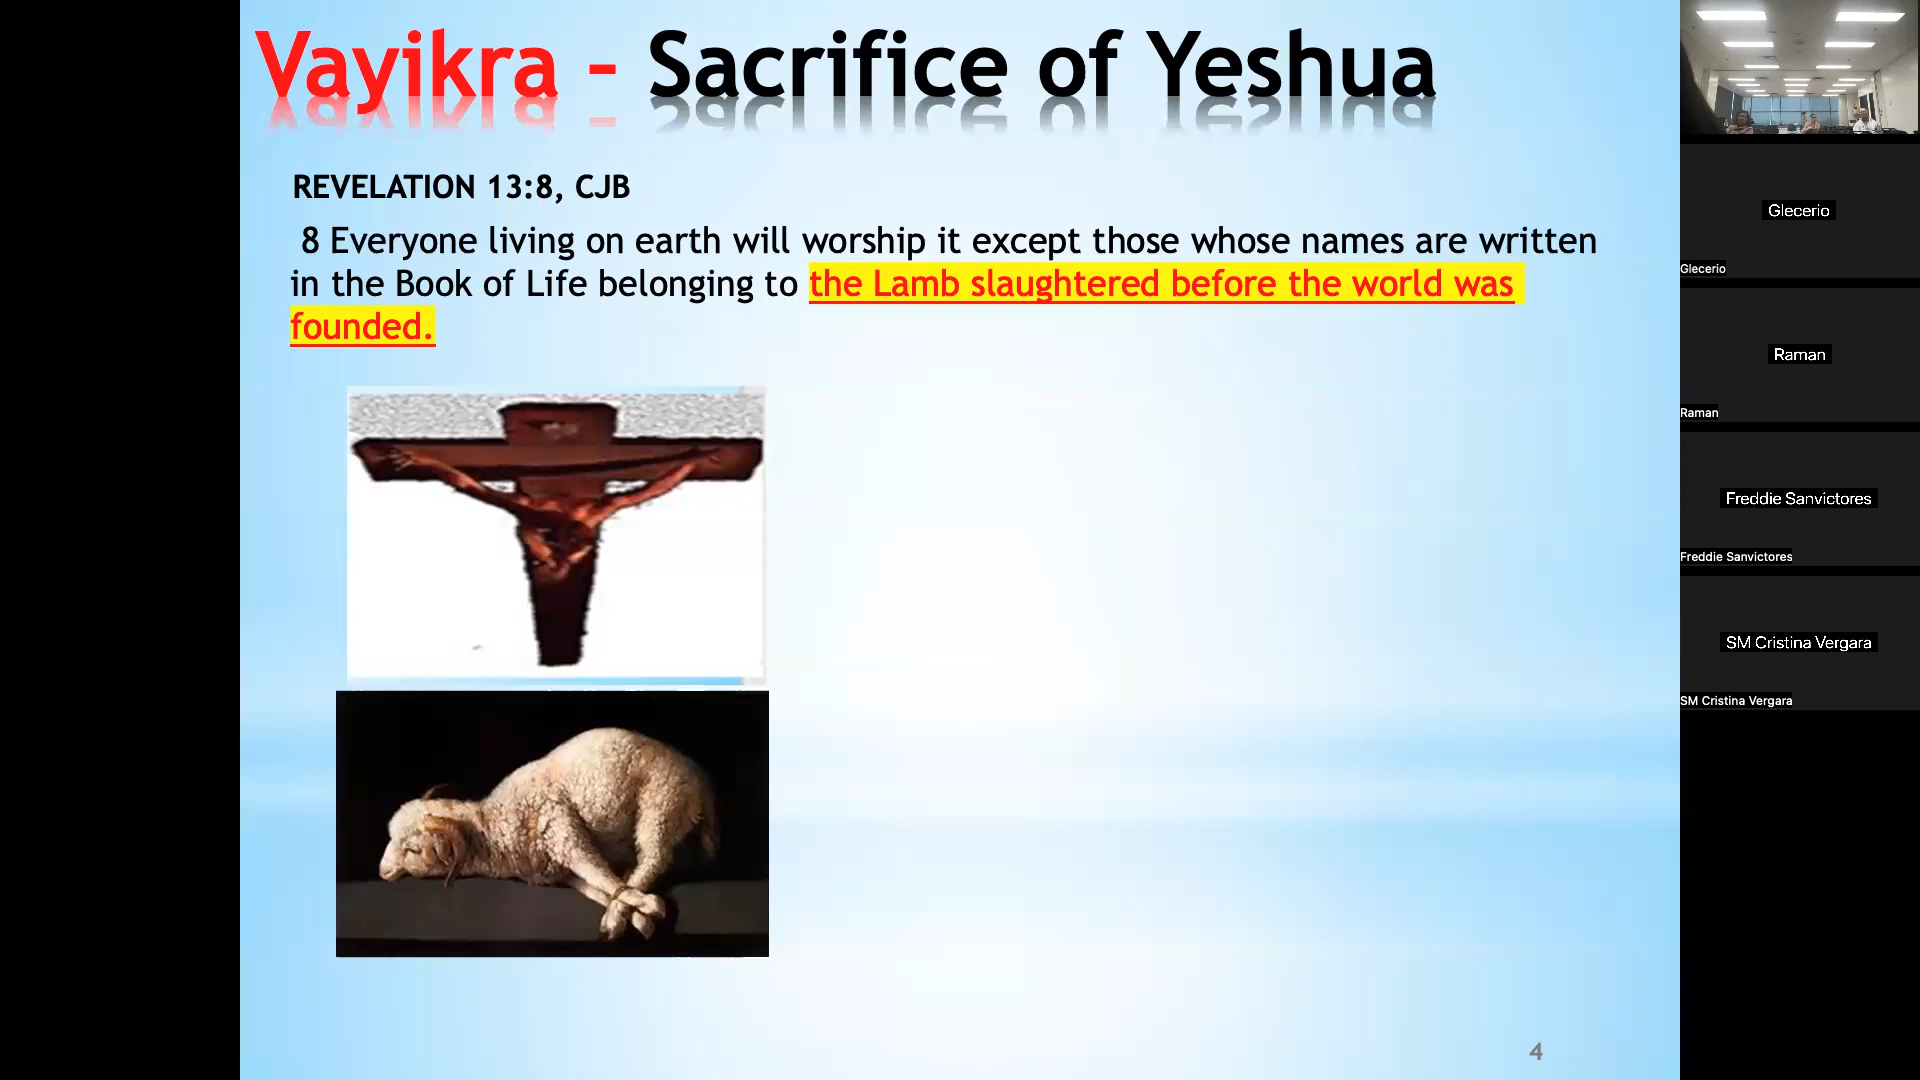 Vayikra – Sacrifice of Yeshua
REVELATION 13:8, CJB
8 Everyone living on earth will worship it except those whose names are written
in the Book of Life belonging to the Lamb slaughtered before the world was
founded.
4
Glecerio
Glecerio
Raman
Raman
Freddie Sanvictores
Freddie Sanvictores
SM Cristina Vergara
SM Cristina Vergara